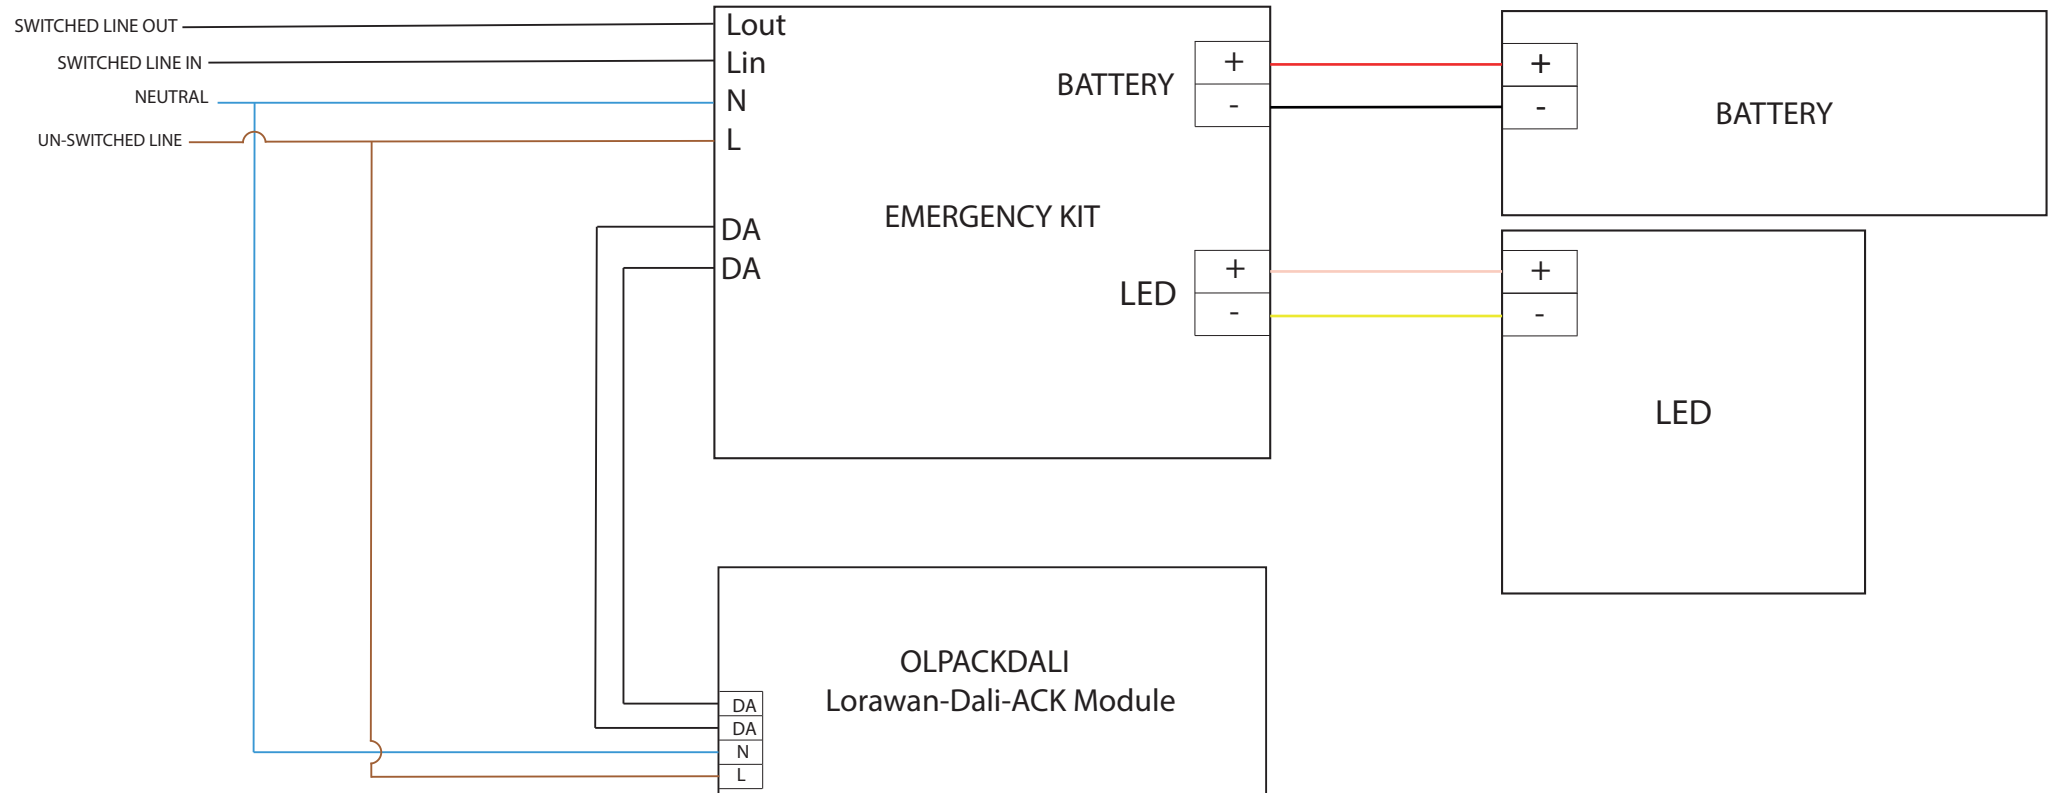 SWITCHED LINE OUT
SWITCHED LINE IN
NEUTRAL
UN-SWITCHED LINE
Lout
Lin
N
L
DA
DA
EMERGENCY KIT
BATTERY
+
-
LED
+
-
+
-
BATTERY
+
-
LED
OLPACKDALI
Lorawan-Dali-ACK Module
DA
DA
N
L